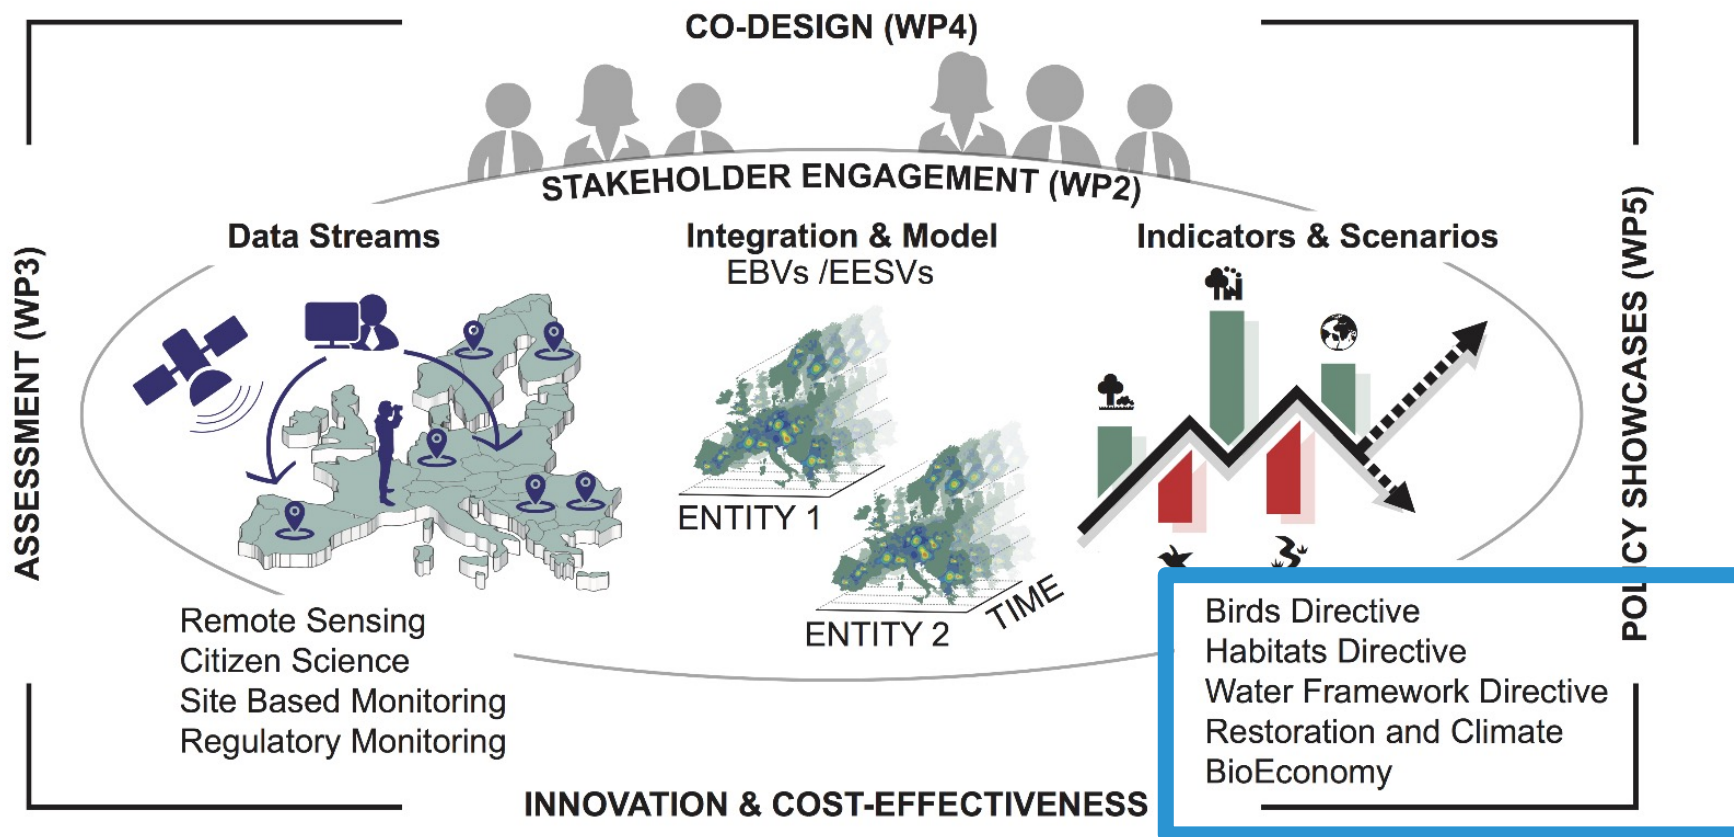 CO-DESIGN (WP4)
STAKEHOLDER ENGAGEMENT (WP2)
ASSESSMENT (WP3)
Data Streams
Remote Sensing
Citizen Science
Site Based Monitoring
Regulatory Monitoring
Integration & Model
EBVs /EESVs
ENTITY 1
ENTITY 2
TIME
Indicators & Scenarios
Birds Directive
Habitats Directive
Water Framework Directive
Restoration and Climate
BioEconomy
POLICY SHOWCASES (WP5)
INNOVATION & COST-EFFECTIVENESS